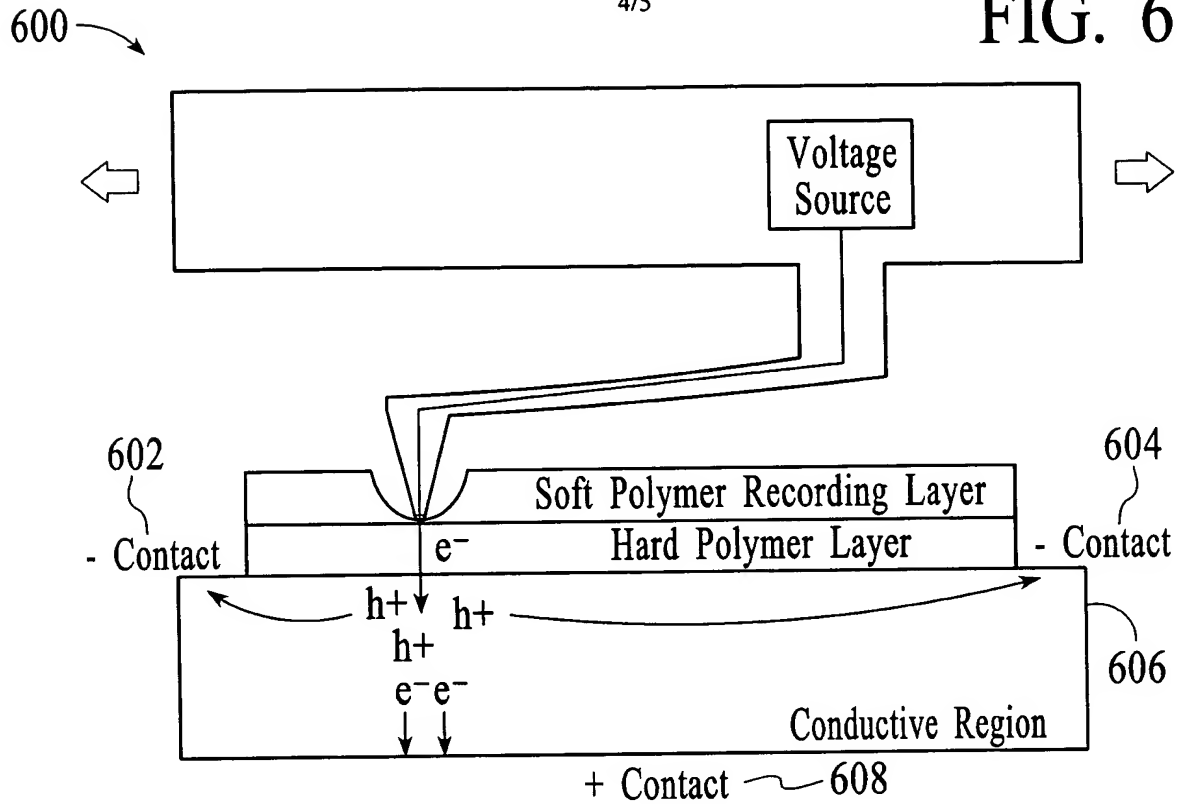 4/5
FIG. 6
600
Voltage
Source
602
604
Soft Polymer Recording Layer
- Contact
e⁻
Hard Polymer Layer
- Contact
h+
h+
h+
606
e⁻ e⁻
Conductive Region
+ Contact
608